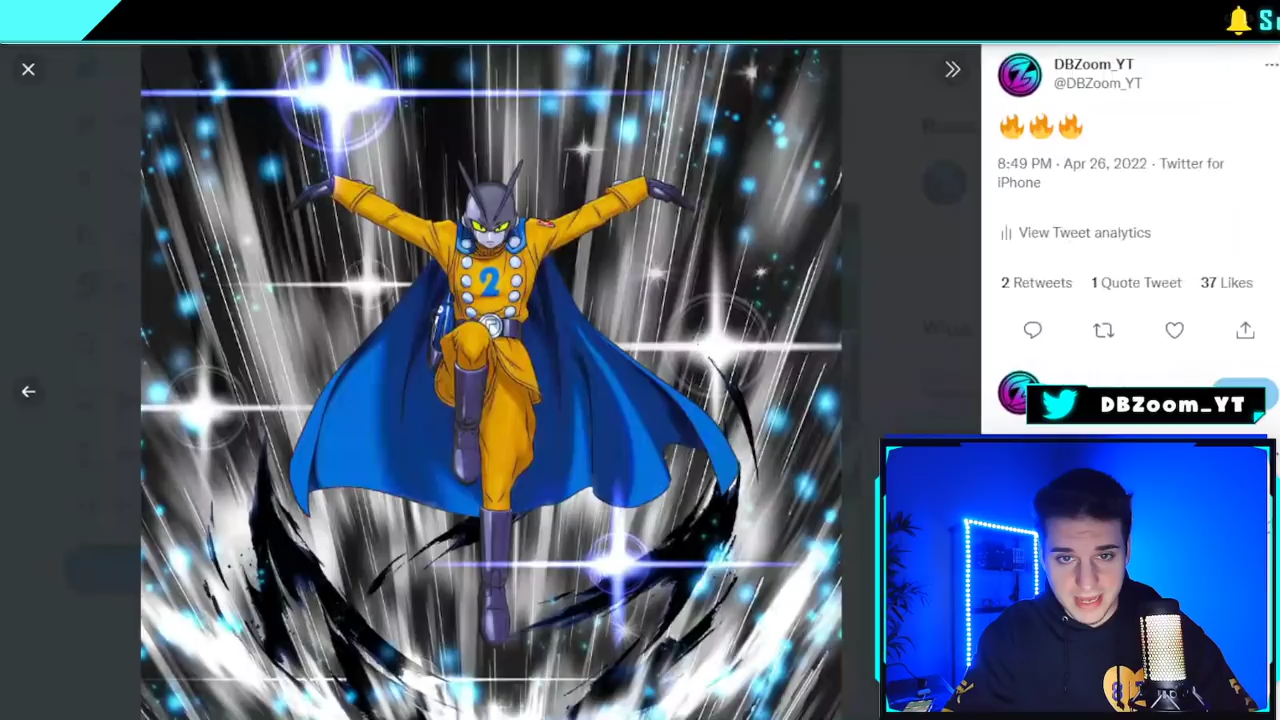 DBZoom_YT
@DBZoom_YT
🔥🔥🔥
8:49 PM · Apr 26, 2022 · Twitter for
iPhone
View Tweet analytics
2 Retweets 1 Quote Tweet 37 Likes
DBZoom_YT
2